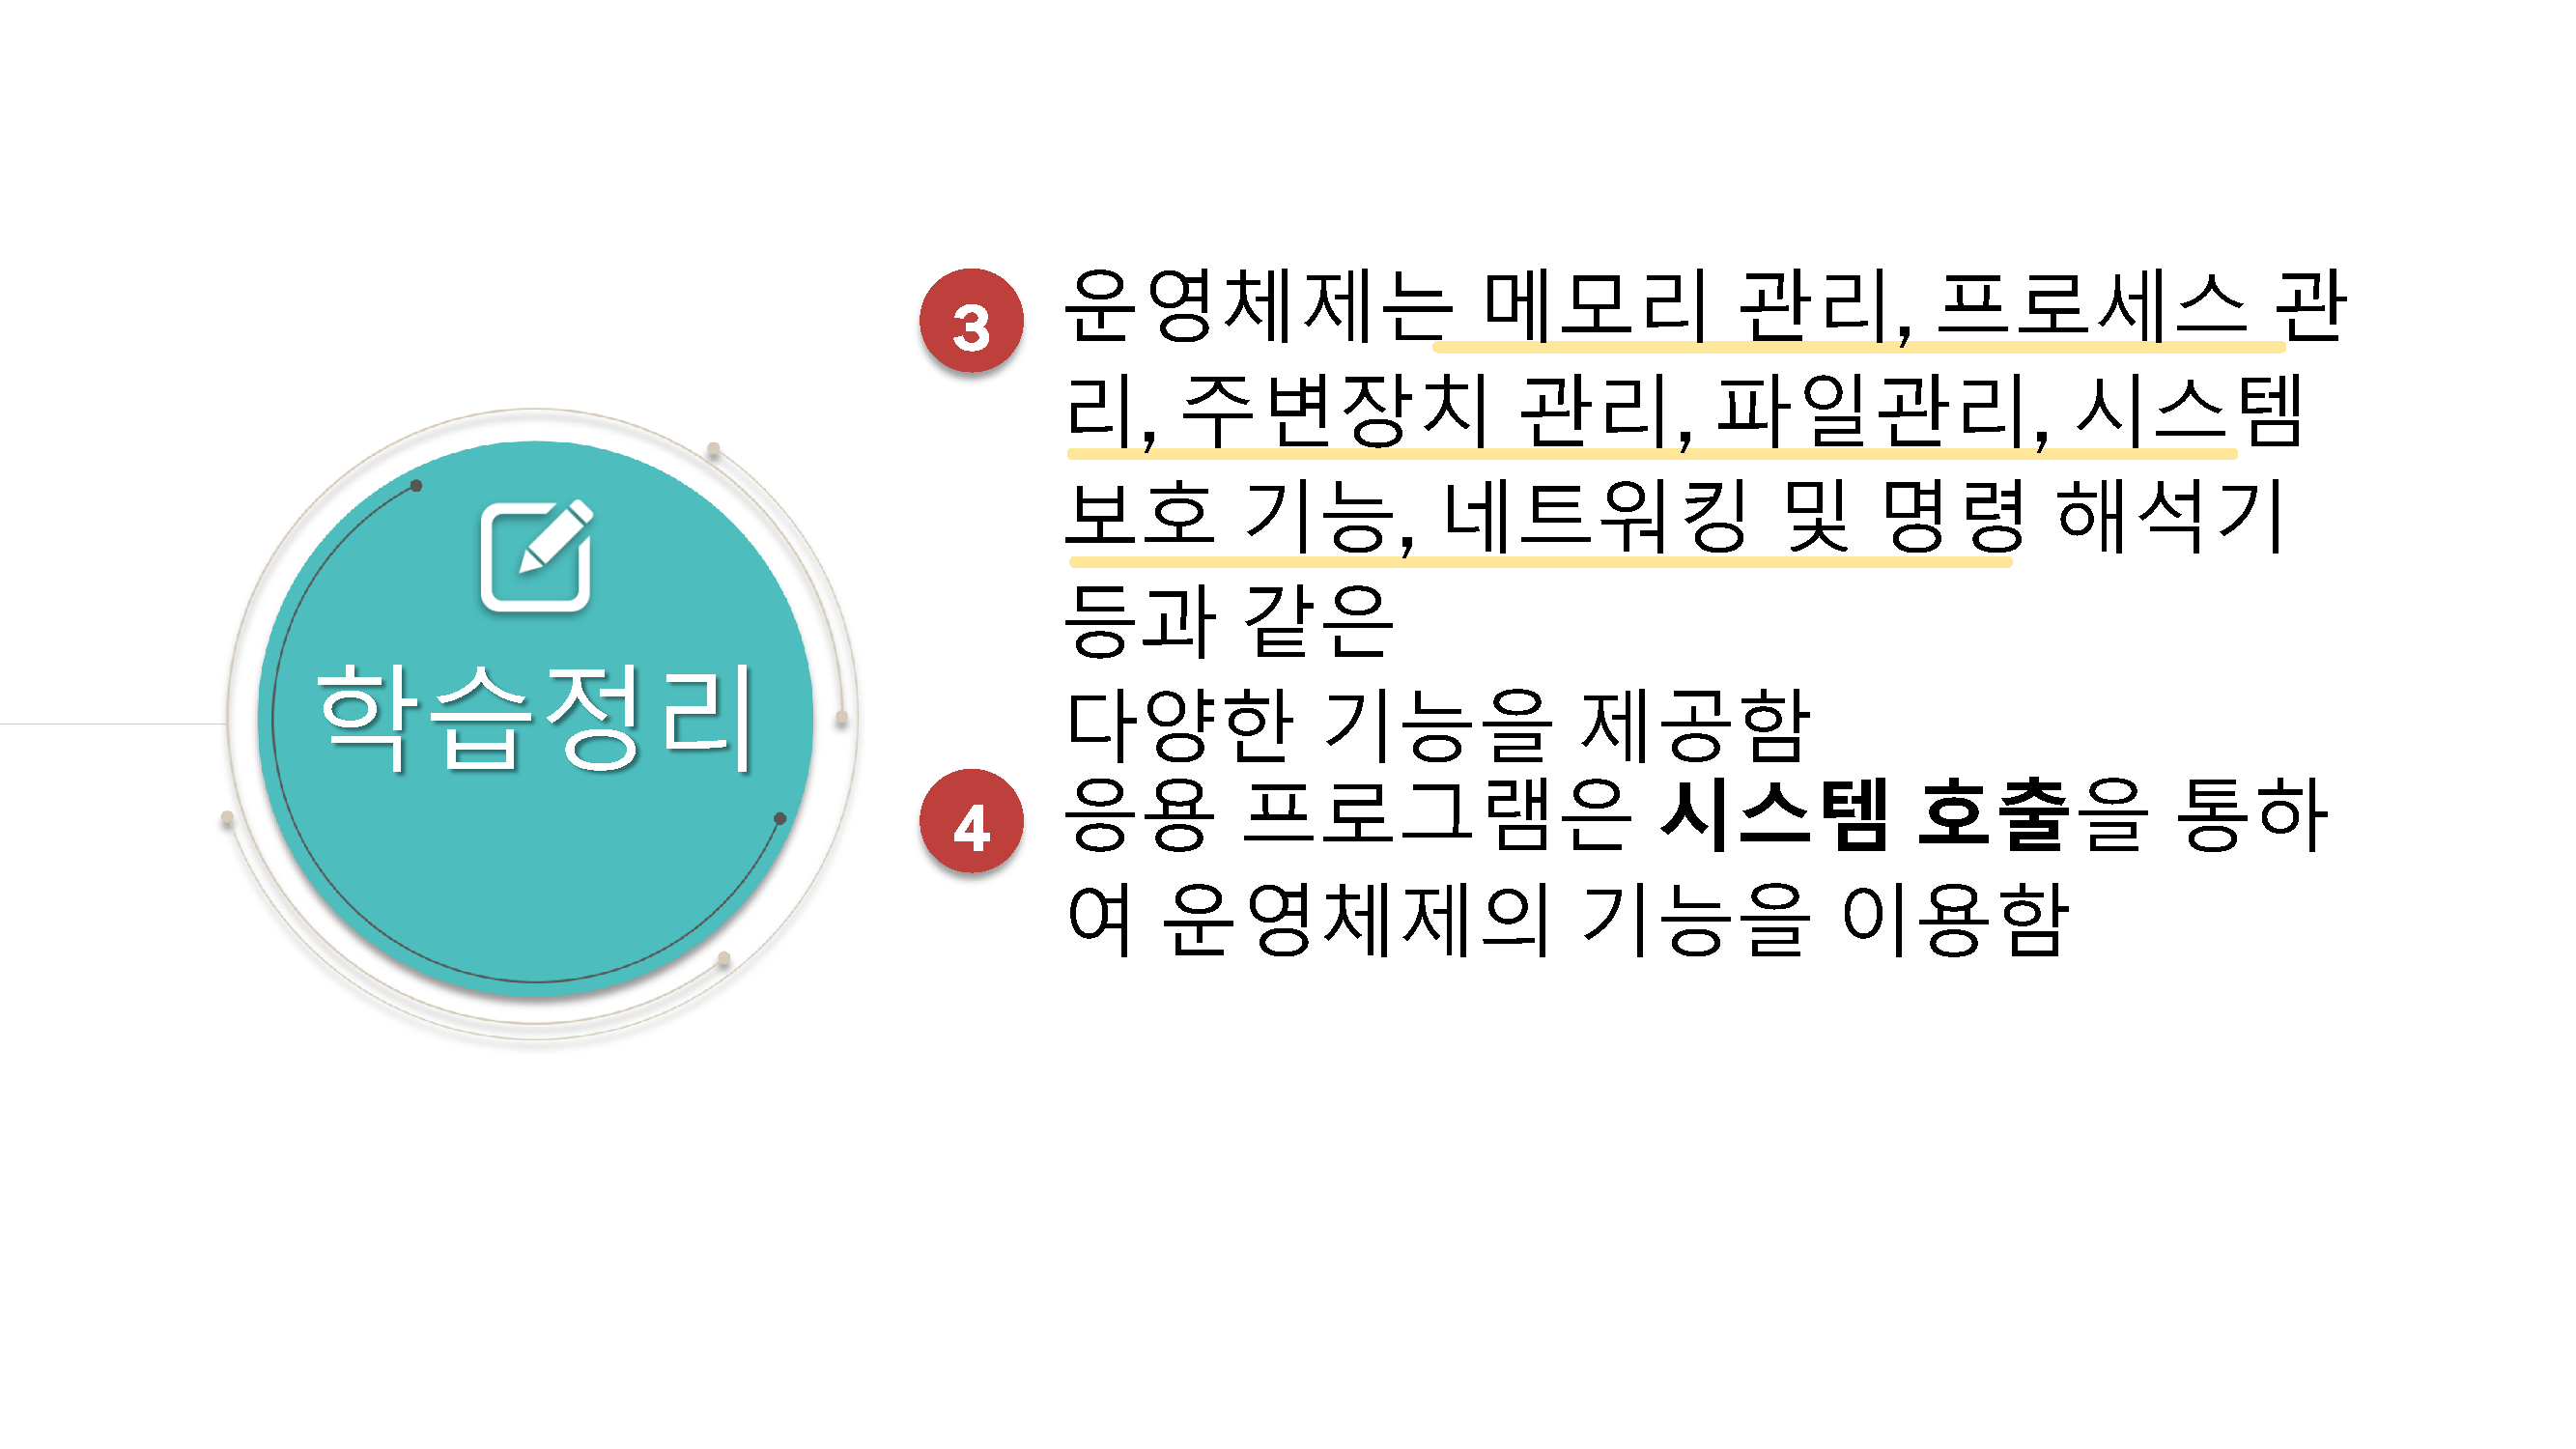 학습정리
3
운영체제는 메모리 관리, 프로세스 관
리, 주변장치 관리, 파일관리, 시스템
보호 기능, 네트워킹 및 명령 해석기
등과 같은
다양한 기능을 제공함
4
응용 프로그램은 시스템 호출을 통하
여 운영체제의 기능을 이용함